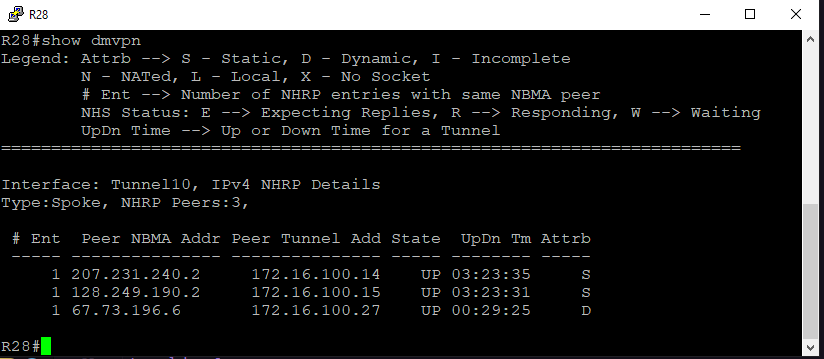 R28
R28#show dmvpn
Legend: Attrb --> S - Static, D - Dynamic, I - Incomplete
        N - NATed, L - Local, X - No Socket
        # Ent --> Number of NHRP entries with same NBMA peer
        NHS Status: E --> Expecting Replies, R --> Responding, W --> Waiting
        UpDn Time --> Up or Down Time for a Tunnel
==========================================================================
Interface: Tunnel10, IPv4 NHRP Details
Type:Spoke, NHRP Peers:3,
 # Ent  Peer NBMA Addr Peer Tunnel Add State  UpDn Tm Attrb
 ----- --------------- --------------- ----- -------- -----
     1 207.231.240.2     172.16.100.14    UP 03:23:35     S
     1 128.249.190.2     172.16.100.15    UP 03:23:31     S
     1 67.73.196.6       172.16.100.27    UP 00:29:25     D
R28#